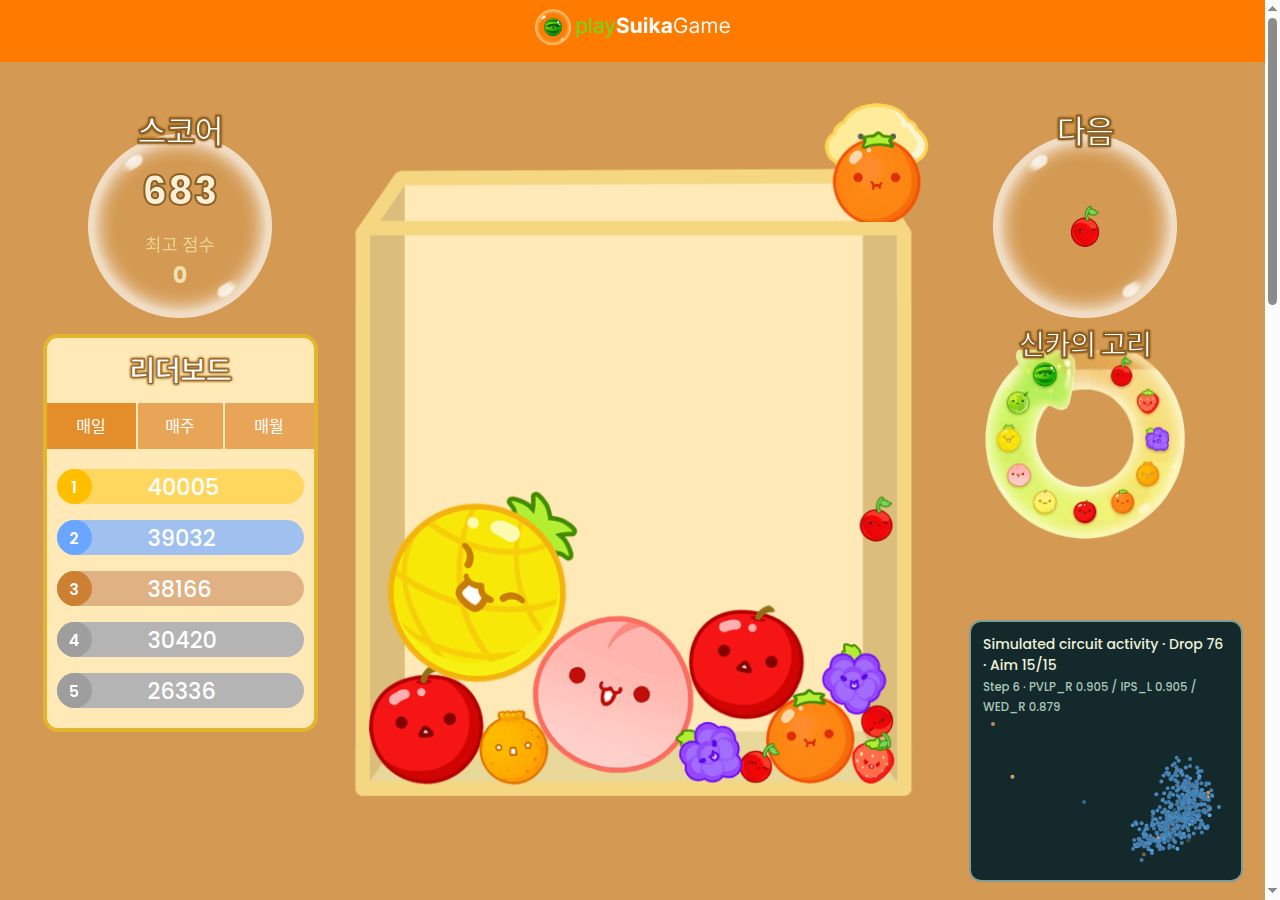 playSuikaGame
스코어
683
최고 점수
0
다음
신카의 고리
리더보드
매일 매주 매월
1 40005
2 39032
3 38166
4 30420
5 26336
Simulated circuit activity · Drop 76
· Aim 15/15
Step 6 · PVLP_R 0.905 / IPS_L 0.905 /
WED_R 0.879